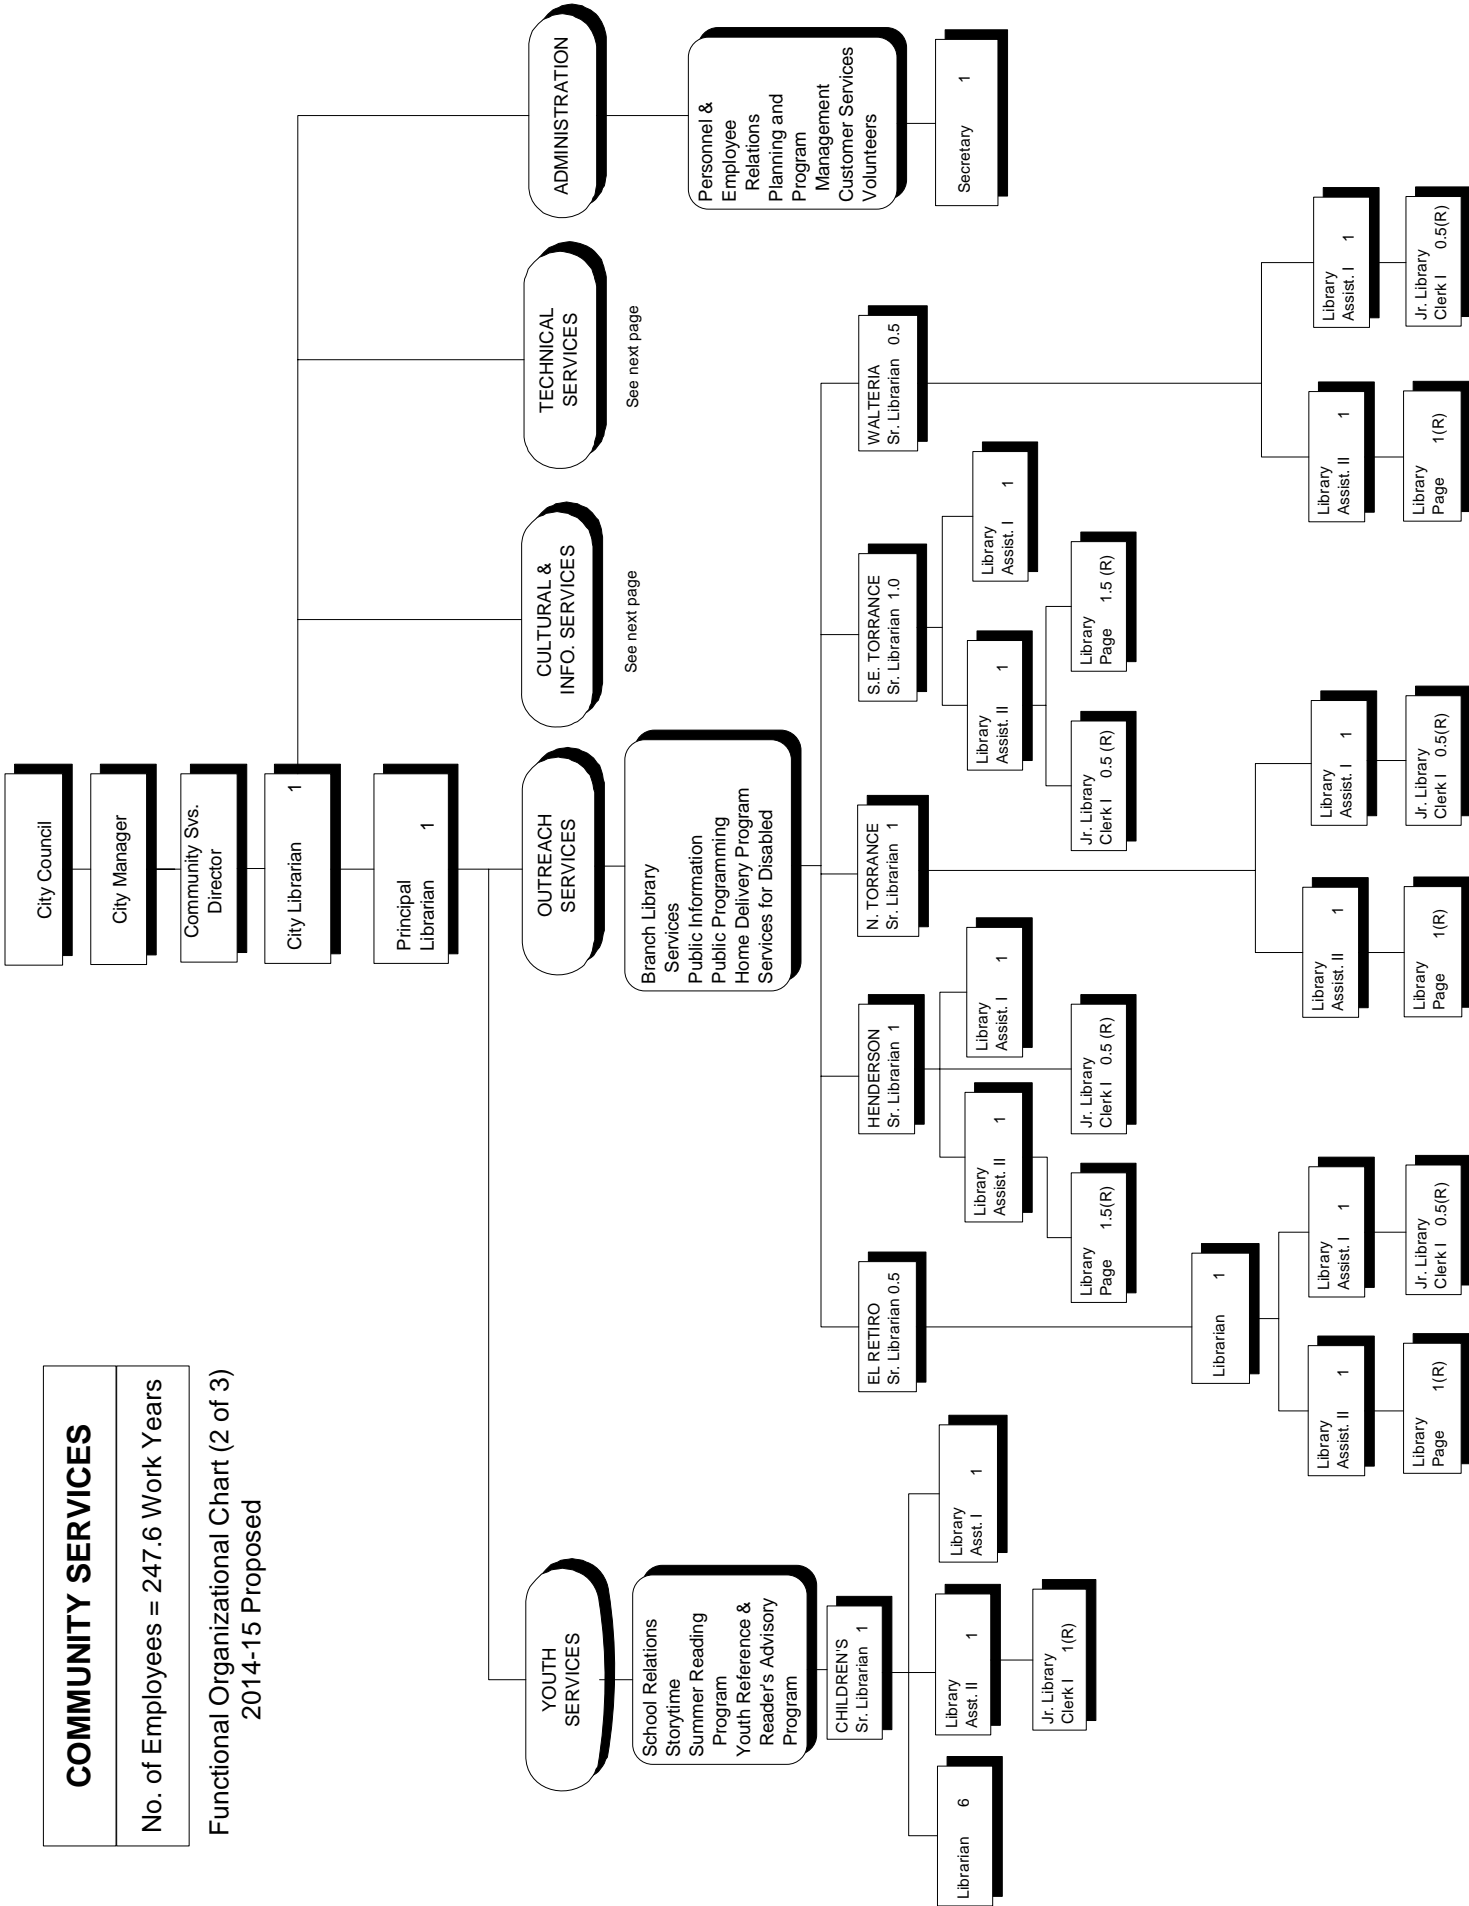 COMMUNITY SERVICES
No. of Employees = 247.6 Work Years
Functional Organizational Chart (2 of 3)
2014-15 Proposed
City Council
City Manager
Community Svs.
Director
City Librarian 1
Principal
Librarian 1
YOUTH
SERVICES
OUTREACH
SERVICES
CULTURAL &
INFO. SERVICES
See next page
TECHNICAL
SERVICES
See next page
ADMINISTRATION
School Relations
Storytime
Summer Reading
Program
Youth Reference &
Reader's Advisory
Program
Branch Library
Services
Public Information
Public Programming
Home Delivery Program
Services for Disabled
Personnel &
Employee
Relations
Planning and
Program
Management
Customer Services
Volunteers
Secretary 1
CHILDREN'S
Sr. Librarian 1
Librarian 6
Library
Asst. II 1
Library
Asst. I 1
Jr. Library
Clerk I 1(R)
EL RETIRO
Sr. Librarian 0.5
Librarian 1
Library
Assist. II 1
Library
Assist. I 1
Library
Page 1(R)
Jr. Library
Clerk I 0.5(R)
HENDERSON
Sr. Librarian 1
Library
Assist. II 1
Library
Assist. I 1
Library
Page 1.5(R)
Jr. Library
Clerk I 0.5 (R)
N. TORRANCE
Sr. Librarian 1
Library
Assist. II 1
Library
Assist. I 1
Library
Page 1(R)
Jr. Library
Clerk I 0.5(R)
S.E. TORRANCE
Sr. Librarian 1.0
Library
Assist. II 1
Library
Assist. I 1
Jr. Library
Clerk I 0.5 (R)
Library
Page 1.5 (R)
WALTERIA
Sr. Librarian 0.5
Library
Assist. II 1
Library
Assist. I 1
Library
Page 1(R)
Jr. Library
Clerk I 0.5(R)